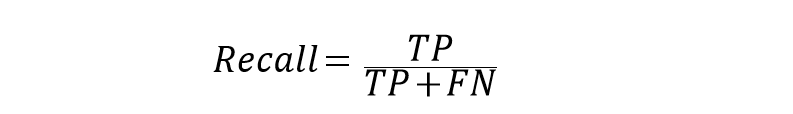 Recall = TP / TP + FN